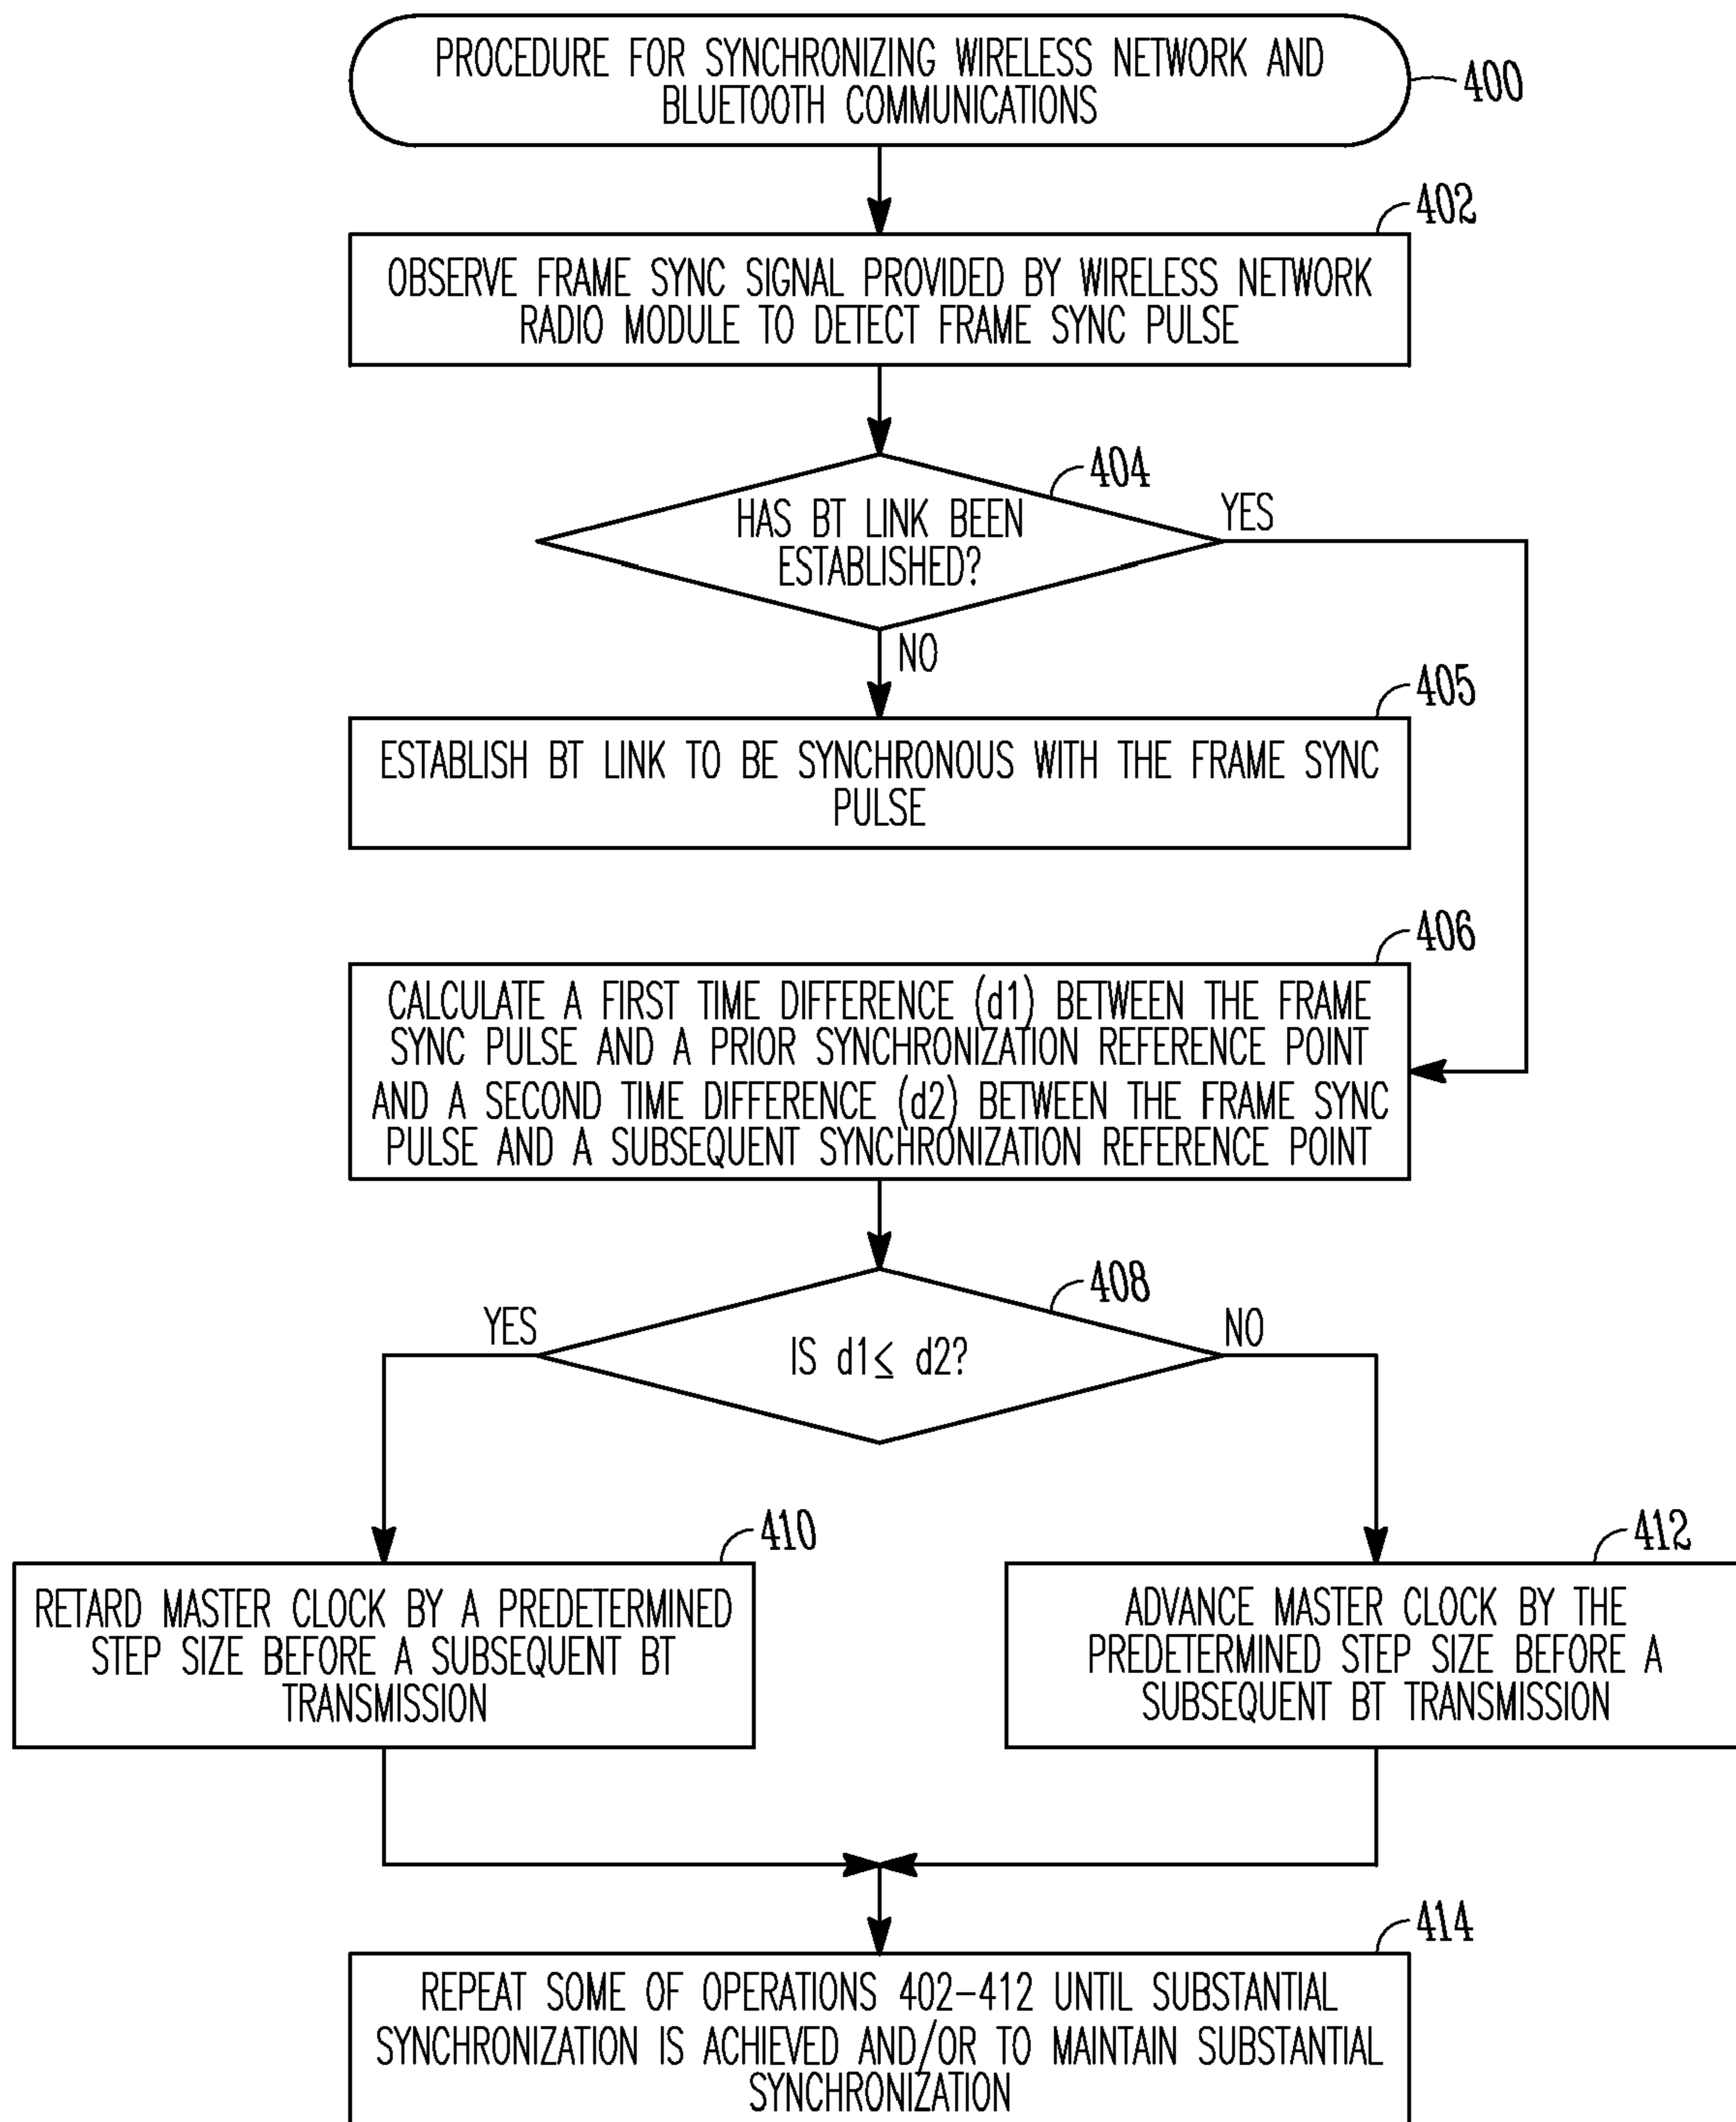 PROCEDURE FOR SYNCHRONIZING WIRELESS NETWORK AND
BLUETOOTH COMMUNICATIONS
400
402
OBSERVE FRAME SYNC SIGNAL PROVIDED BY WIRELESS NETWORK
RADIO MODULE TO DETECT FRAME SYNC PULSE
404
HAS BT LINK BEEN
ESTABLISHED?
YES
NO
405
ESTABLISH BT LINK TO BE SYNCHRONOUS WITH THE FRAME SYNC
PULSE
406
CALCULATE A FIRST TIME DIFFERENCE (d1) BETWEEN THE FRAME
SYNC PULSE AND A PRIOR SYNCHRONIZATION REFERENCE POINT
AND A SECOND TIME DIFFERENCE (d2) BETWEEN THE FRAME SYNC
PULSE AND A SUBSEQUENT SYNCHRONIZATION REFERENCE POINT
408
YES
IS d1≤ d2?
NO
410
RETARD MASTER CLOCK BY A PREDETERMINED
STEP SIZE BEFORE A SUBSEQUENT BT
TRANSMISSION
412
ADVANCE MASTER CLOCK BY THE
PREDETERMINED STEP SIZE BEFORE A
SUBSEQUENT BT TRANSMISSION
414
REPEAT SOME OF OPERATIONS 402-412 UNTIL SUBSTANTIAL
SYNCHRONIZATION IS ACHIEVED AND/OR TO MAINTAIN SUBSTANTIAL
SYNCHRONIZATION